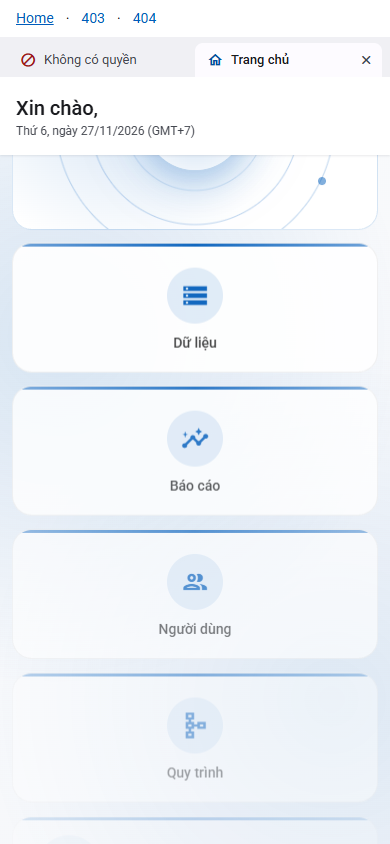 Home · 403 · 404
Không có quyền
Trang chủ
Xin chào,
Thứ 6, ngày 27/11/2026 (GMT+7)
Dữ liệu
Báo cáo
Người dùng
Quy trình